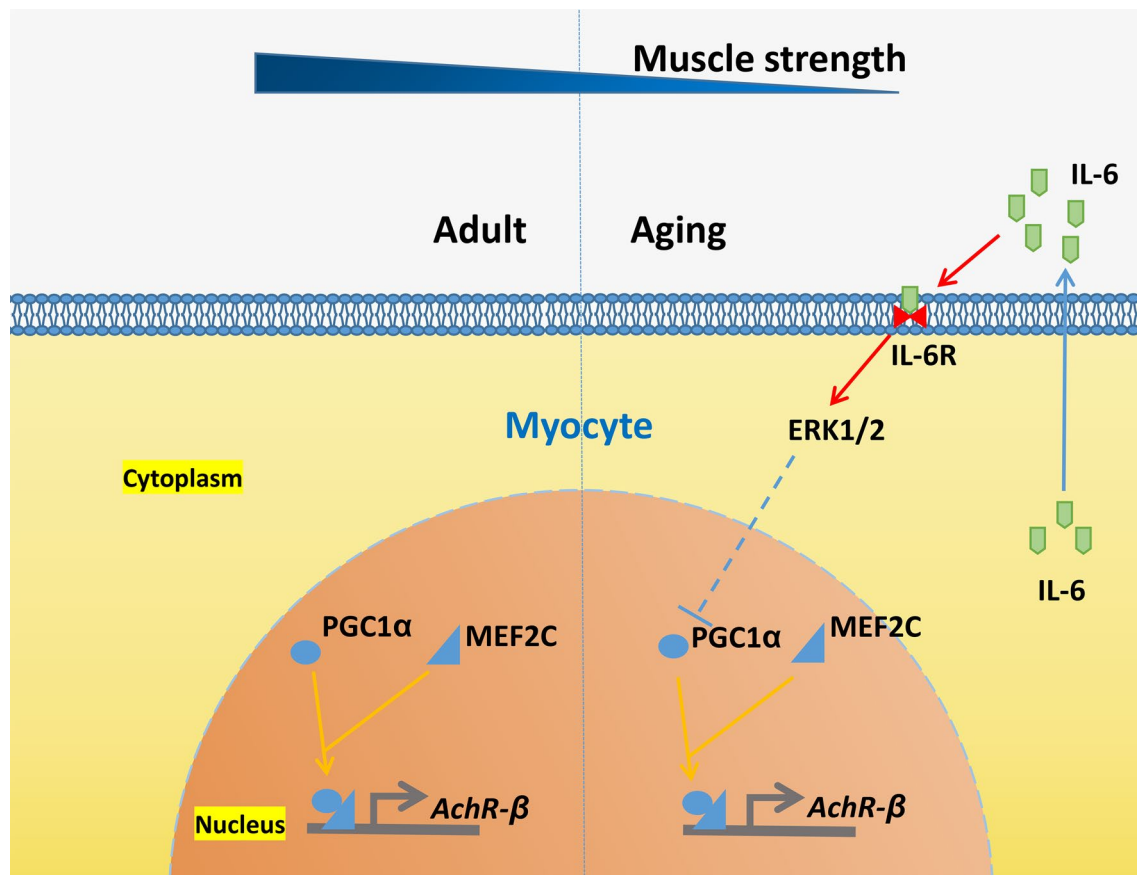 Muscle strength
IL-6
Adult
Aging
IL-6R
Myocyte
ERK1/2
Cytoplasm
IL-6
PGC1α
MEF2C
PGC1α
MEF2C
AchR-β
AchR-β
Nucleus